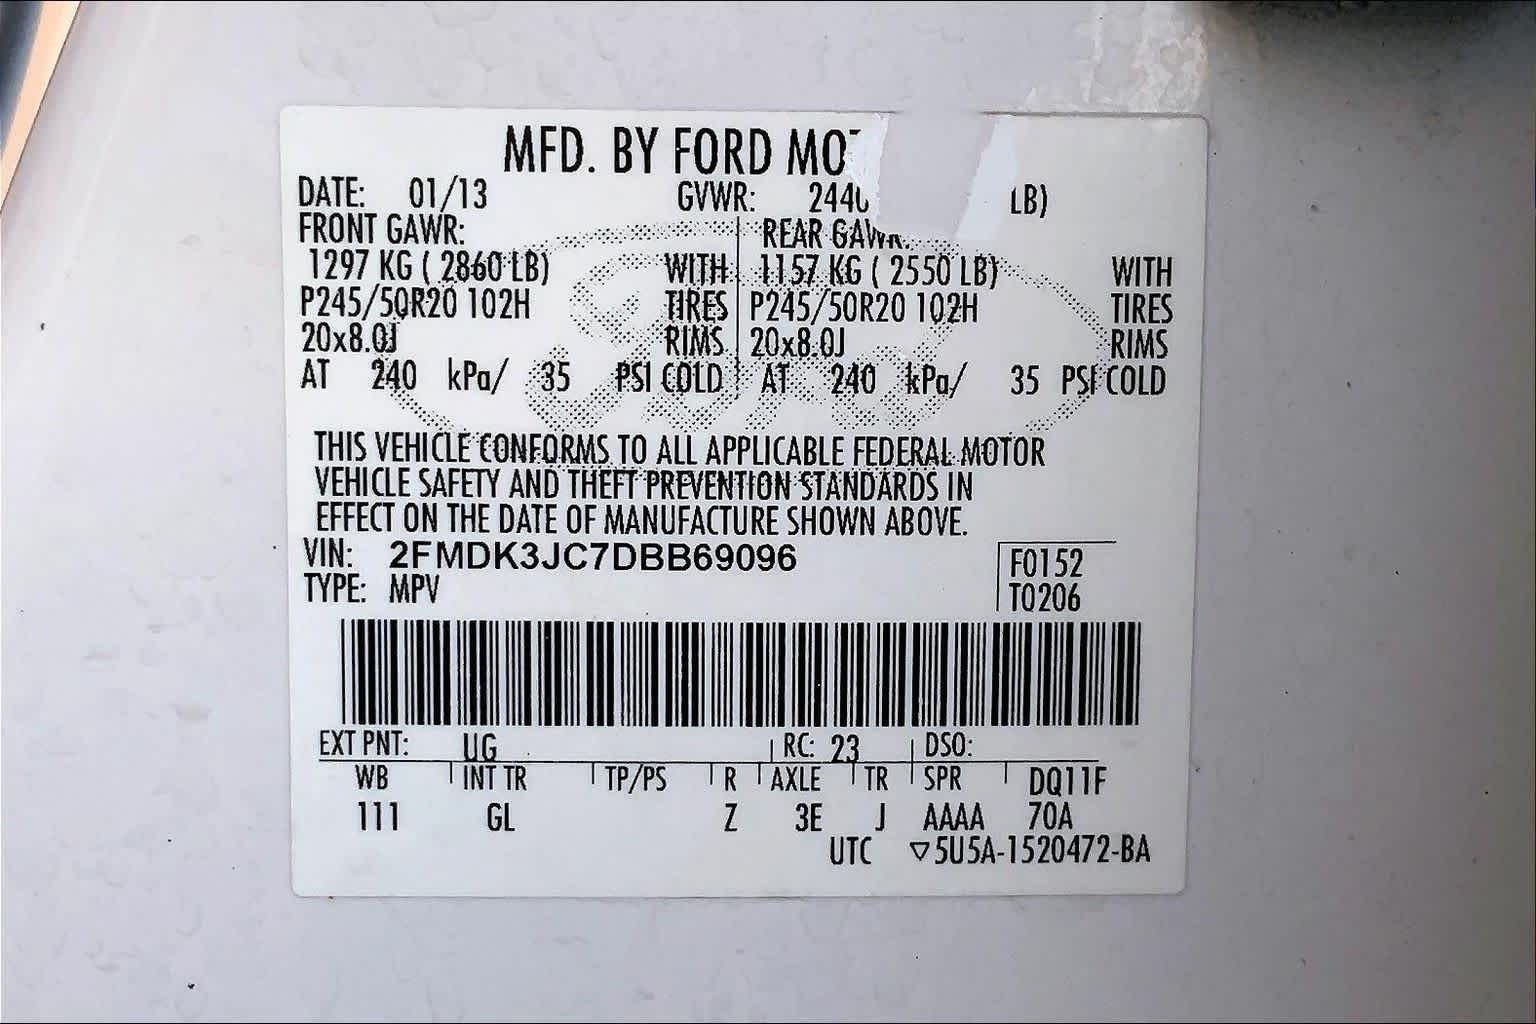 MFD. BY FORD
DATE: 01/13 GVWR: LB)
FRONT GAWR: REAR GAWR:
1297 KG ( 2860 LB) WITH 1157 KG ( 2550 LB) WITH
P245/50R20 102H TIRES P245/50R20 102H TIRES
20x8.0J RIMS 20x8.0J RIMS
AT 240 kPa/ 35 PSI COLD AT 240 kPa/ 35 PSI COLD
Ford
THIS VEHICLE CONFORMS TO ALL APPLICABLE FEDERAL MOTOR
VEHICLE SAFETY AND THEFT PREVENTION STANDARDS IN
EFFECT ON THE DATE OF MANUFACTURE SHOWN ABOVE.
VIN: 2FMDK3JC7DBB69096 F0152
TYPE: MPV T0206
EXT PNT: UG RC: 23 DSO:
WB INT TR TP/PS R AXLE TR SPR DQ11F
111 GL Z 3E J AAAA 70A
UTC ▽5U5A-1520472-BA